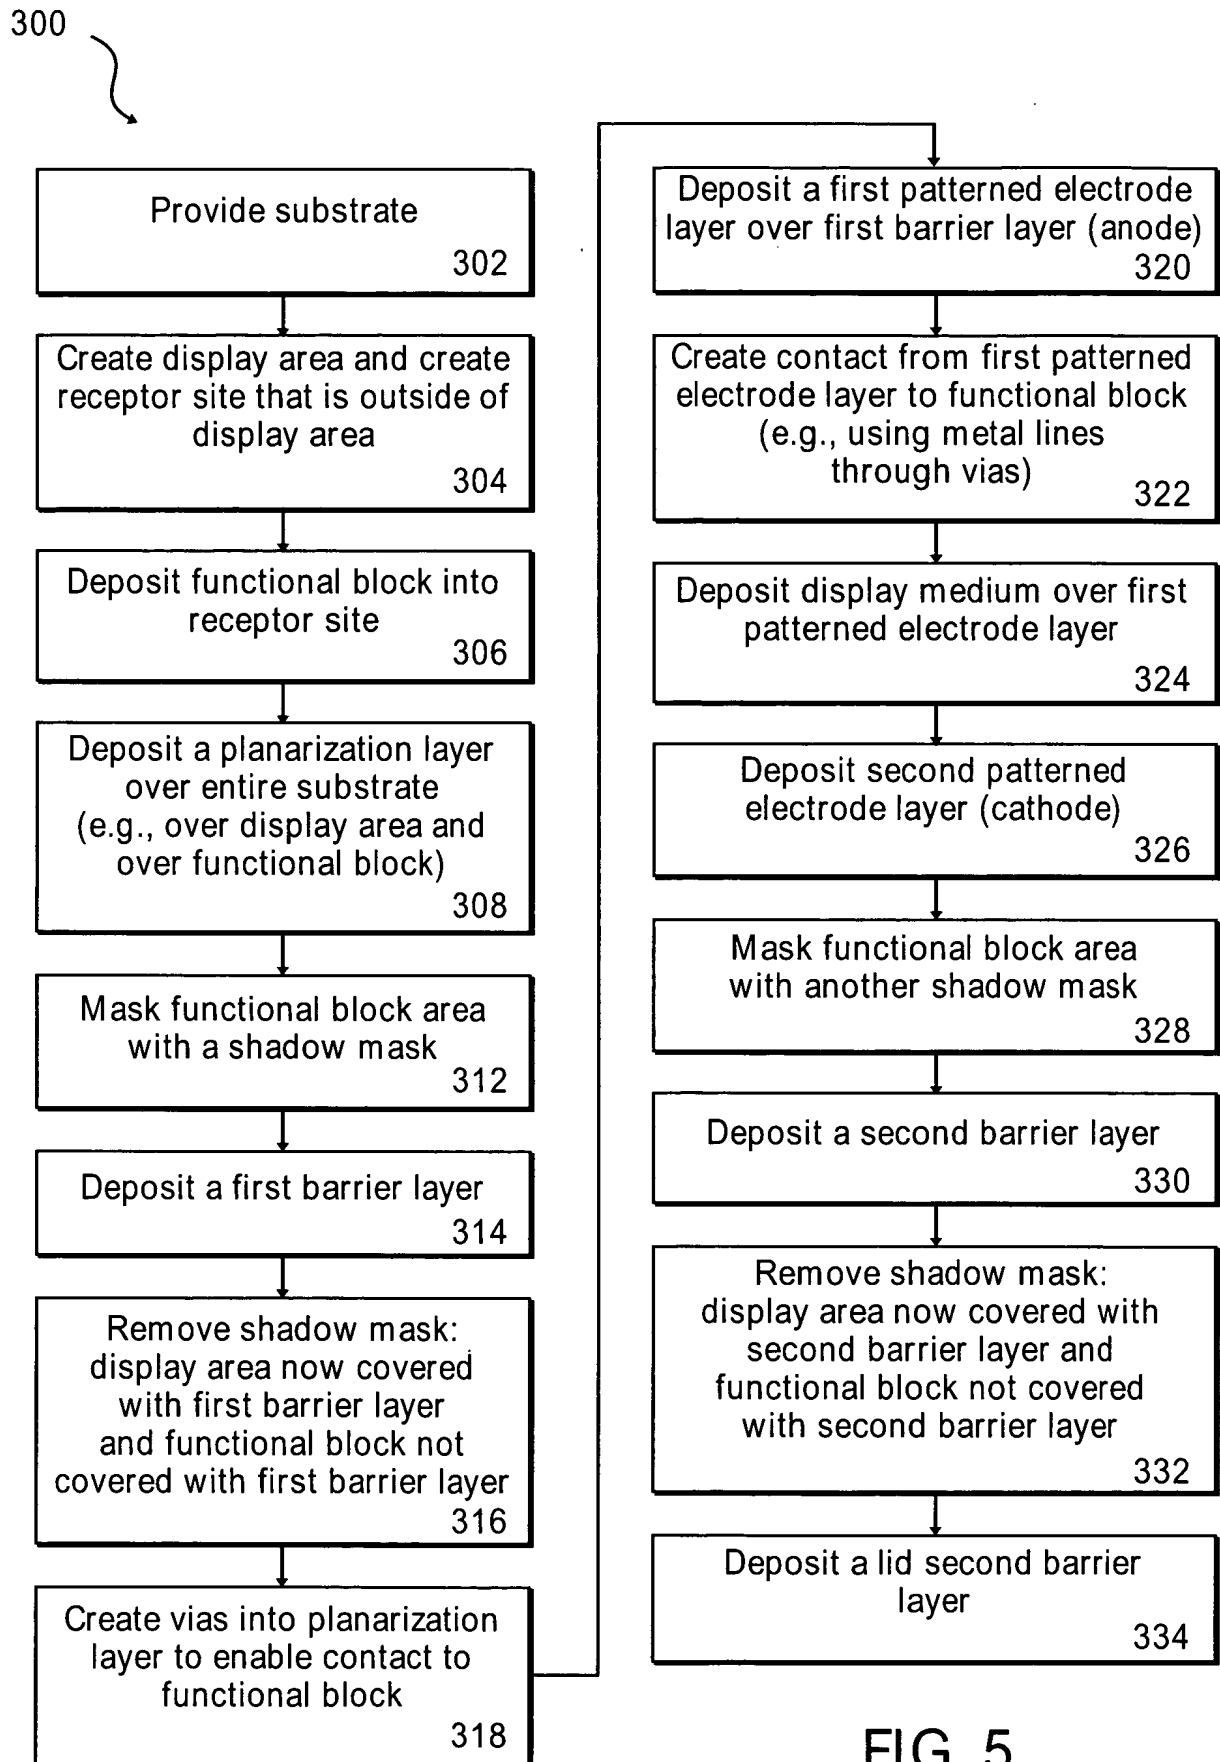 300
Provide substrate
302
Create display area and create
receptor site that is outside of
display area
304
Deposit functional block into
receptor site
306
Deposit a planarization layer
over entire substrate
(e.g., over display area and
over functional block)
308
Mask functional block area
with a shadow mask
312
Deposit a first barrier layer
314
Remove shadow mask:
display area now covered
with first barrier layer
and functional block not
covered with first barrier layer
316
Create vias into planarization
layer to enable contact to
functional block
318
Deposit a first patterned electrode
layer over first barrier layer (anode)
320
Create contact from first patterned
electrode layer to functional block
(e.g., using metal lines
through vias)
322
Deposit display medium over first
patterned electrode layer
324
Deposit second patterned
electrode layer (cathode)
326
Mask functional block area
with another shadow mask
328
Deposit a second barrier layer
330
Remove shadow mask:
display area now covered with
second barrier layer and
functional block not covered
with second barrier layer
332
Deposit a lid second barrier
layer
334
FIG. 5